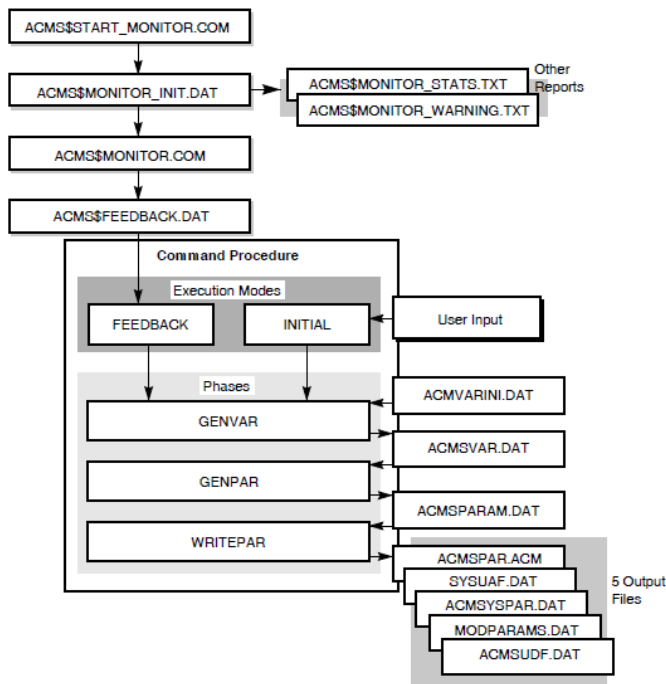 ACMS$START_MONITOR.COM
ACMS$MONITOR_INIT.DAT
ACMS$MONITOR_STATS.TXT
ACMS$MONITOR_WARNING.TXT
Other
Reports
ACMS$MONITOR.COM
ACMS$FEEDBACK.DAT
Command Procedure
Execution Modes
FEEDBACK
INITIAL
User Input
Phases
GENVAR
GENPAR
WRITEPAR
ACMVARINI.DAT
ACMSVAR.DAT
ACMSPARAM.DAT
ACMSPAR.ACM
SYSUAF.DAT
ACMSYSPAR.DAT
MODPARAMS.DAT
ACMSUDF.DAT
5 Output
Files